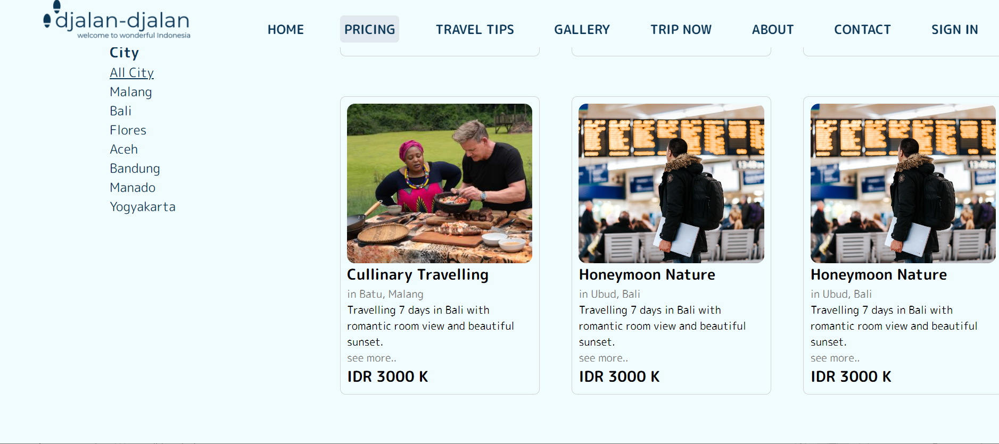 djalan-djalan
welcome to wonderful Indonesia
HOME
PRICING
TRAVEL TIPS
GALLERY
TRIP NOW
ABOUT
CONTACT
SIGN IN
City
All City
Malang
Bali
Flores
Aceh
Bandung
Manado
Yogyakarta
Cullinary Travelling
in Batu, Malang
Travelling 7 days in Bali with
romantic room view and beautiful
sunset.
see more..
IDR 3000 K
Honeymoon Nature
in Ubud, Bali
Travelling 7 days in Bali with
romantic room view and beautiful
sunset.
see more..
IDR 3000 K
Honeymoon Nature
in Ubud, Bali
Travelling 7 days in Bali with
romantic room view and beautiful
sunset.
see more..
IDR 3000 K